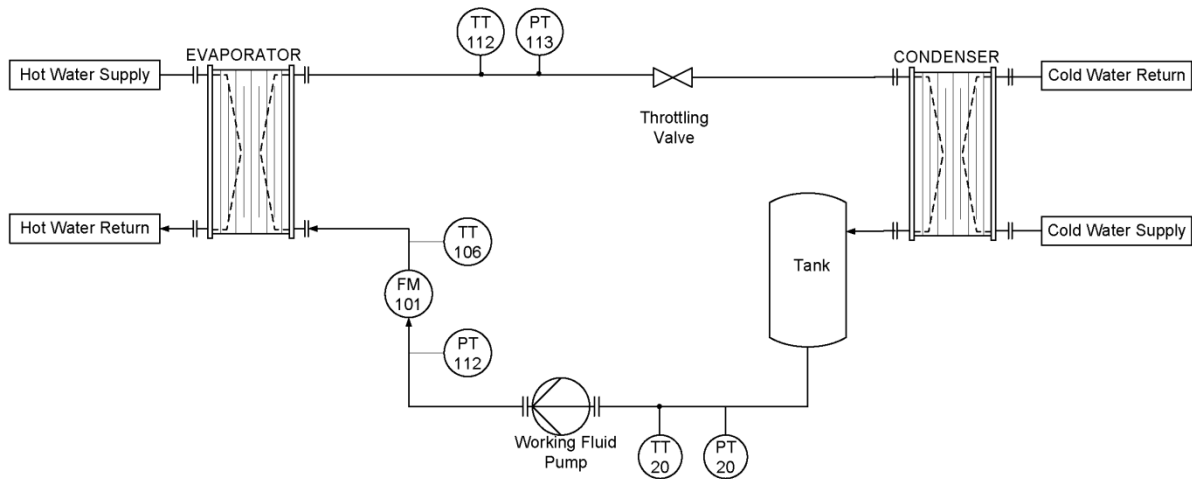 TT
112
PT
113
EVAPORATOR
CONDENSER
Hot Water Supply
Cold Water Return
Throttling
Valve
Hot Water Return
TT
106
Tank
Cold Water Supply
FM
101
PT
112
Working Fluid
Pump
TT
20
PT
20